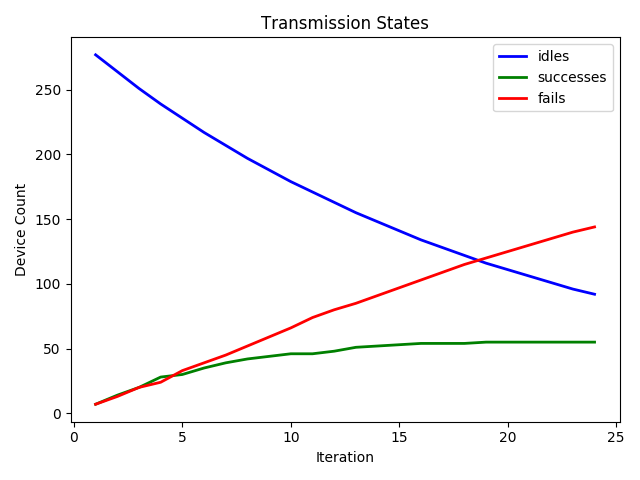 Transmission States
idles
successes
fails
Device Count
250
200
150
100
50
0
0 5 10 15 20 25
Iteration